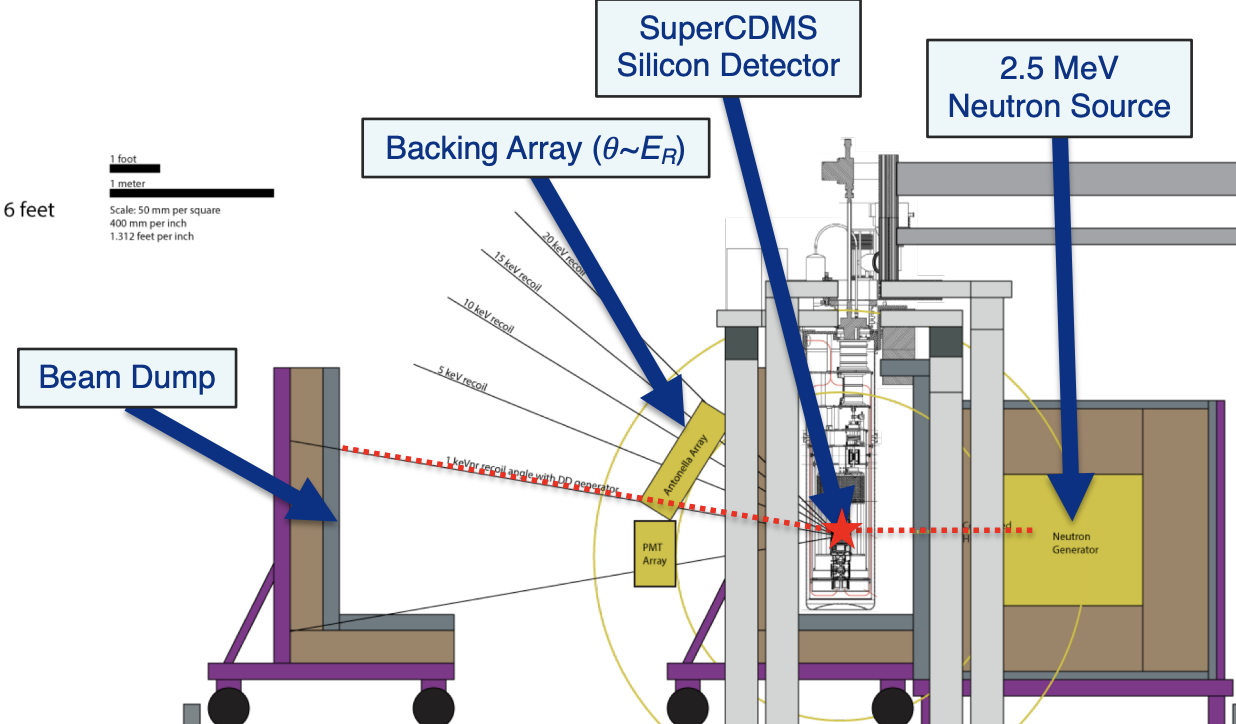 SuperCDMS
Silicon Detector
2.5 MeV
Neutron Source
Backing Array (θ~E_R)
1 foot
1 meter
6 feet
Scale: 50 mm per square
400 mm per inch
1.312 feet per inch
20 keV recoil
15 keV recoil
10 keV recoil
5 keV recoil
Beam Dump
1 keVnr recoil angle with DD generator
Antonella Array
PMT
Array
Neutron
Generator